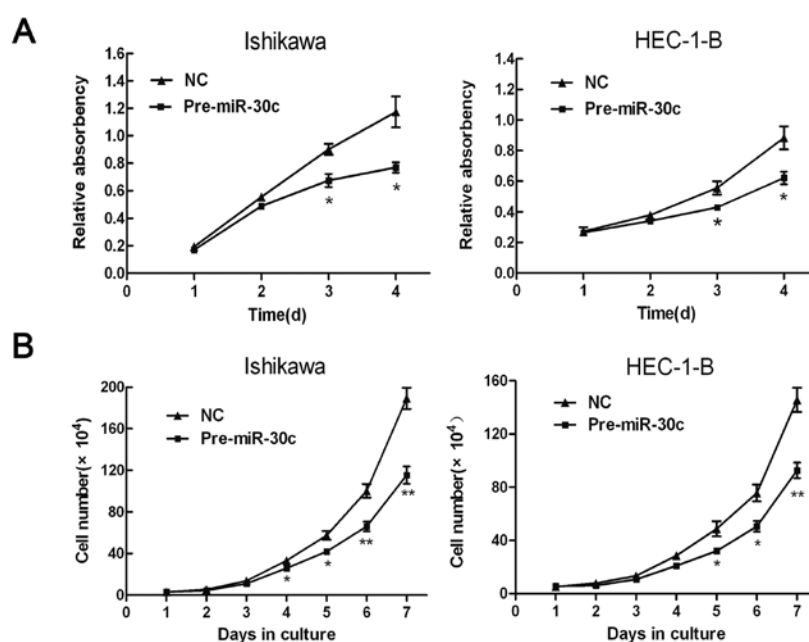 A
Ishikawa
Relative absorbency
1.6
1.4
1.2
1.0
0.8
0.6
0.4
0.2
0.0
NC
Pre-miR-30c
*
*
0 1 2 3 4
Time(d)
HEC-1-B
Relative absorbency
1.4
1.2
1.0
0.8
0.6
0.4
0.2
0.0
NC
Pre-miR-30c
*
*
0 1 2 3 4
Time(d)
B
Ishikawa
Cell number(× 10⁴)
200
160
120
80
40
0
NC
Pre-miR-30c
*
*
**
**
0 1 2 3 4 5 6 7
Days in culture
HEC-1-B
Cell number(× 10⁴)
160
120
80
40
0
NC
Pre-miR-30c
*
*
**
0 1 2 3 4 5 6 7
Days in culture